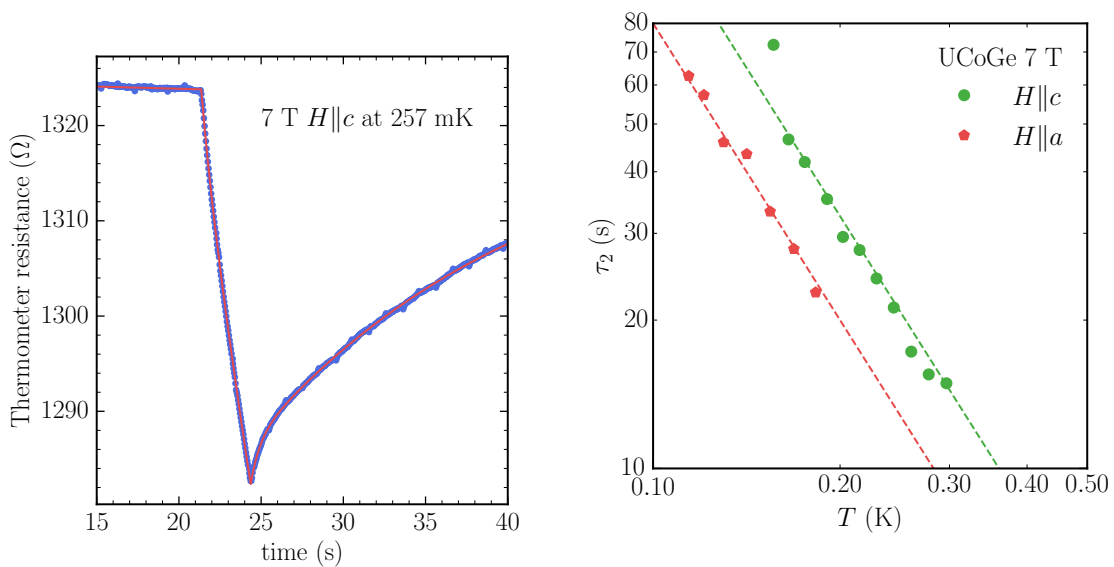 Thermometer resistance (Ω)
1320
1310
1300
1290
7 T H∥c at 257 mK
15 20 25 30 35 40
time (s)
τ₂ (s)
80
70
60
50
40
30
20
10
UCoGe 7 T
H∥c
H∥a
0.10 0.20 0.30 0.40 0.50
T (K)